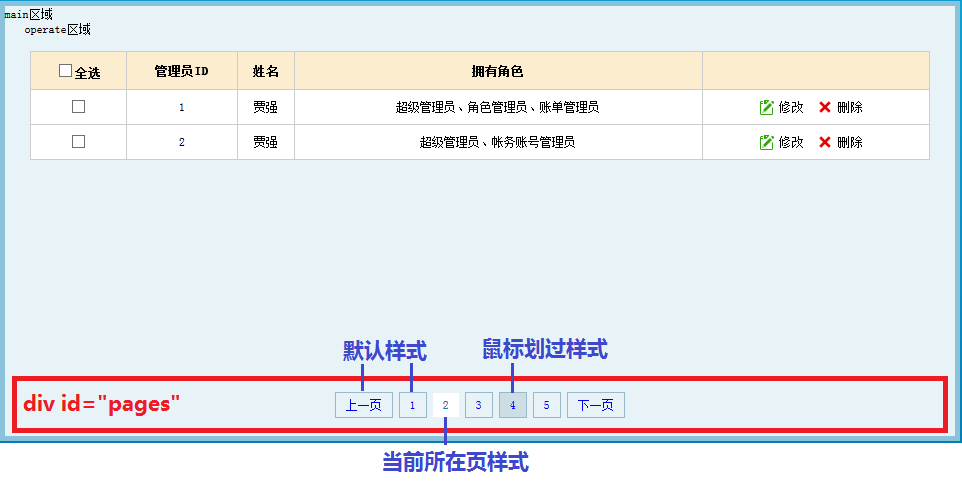 main区域
operate区域
全选 管理员ID 姓名 拥有角色
1 贾强 超级管理员、角色管理员、账单管理员 修改 删除
2 贾强 超级管理员、帐务账号管理员 修改 删除
默认样式 鼠标划过样式
div id="pages" 上一页 1 2 3 4 5 下一页
当前所在页样式